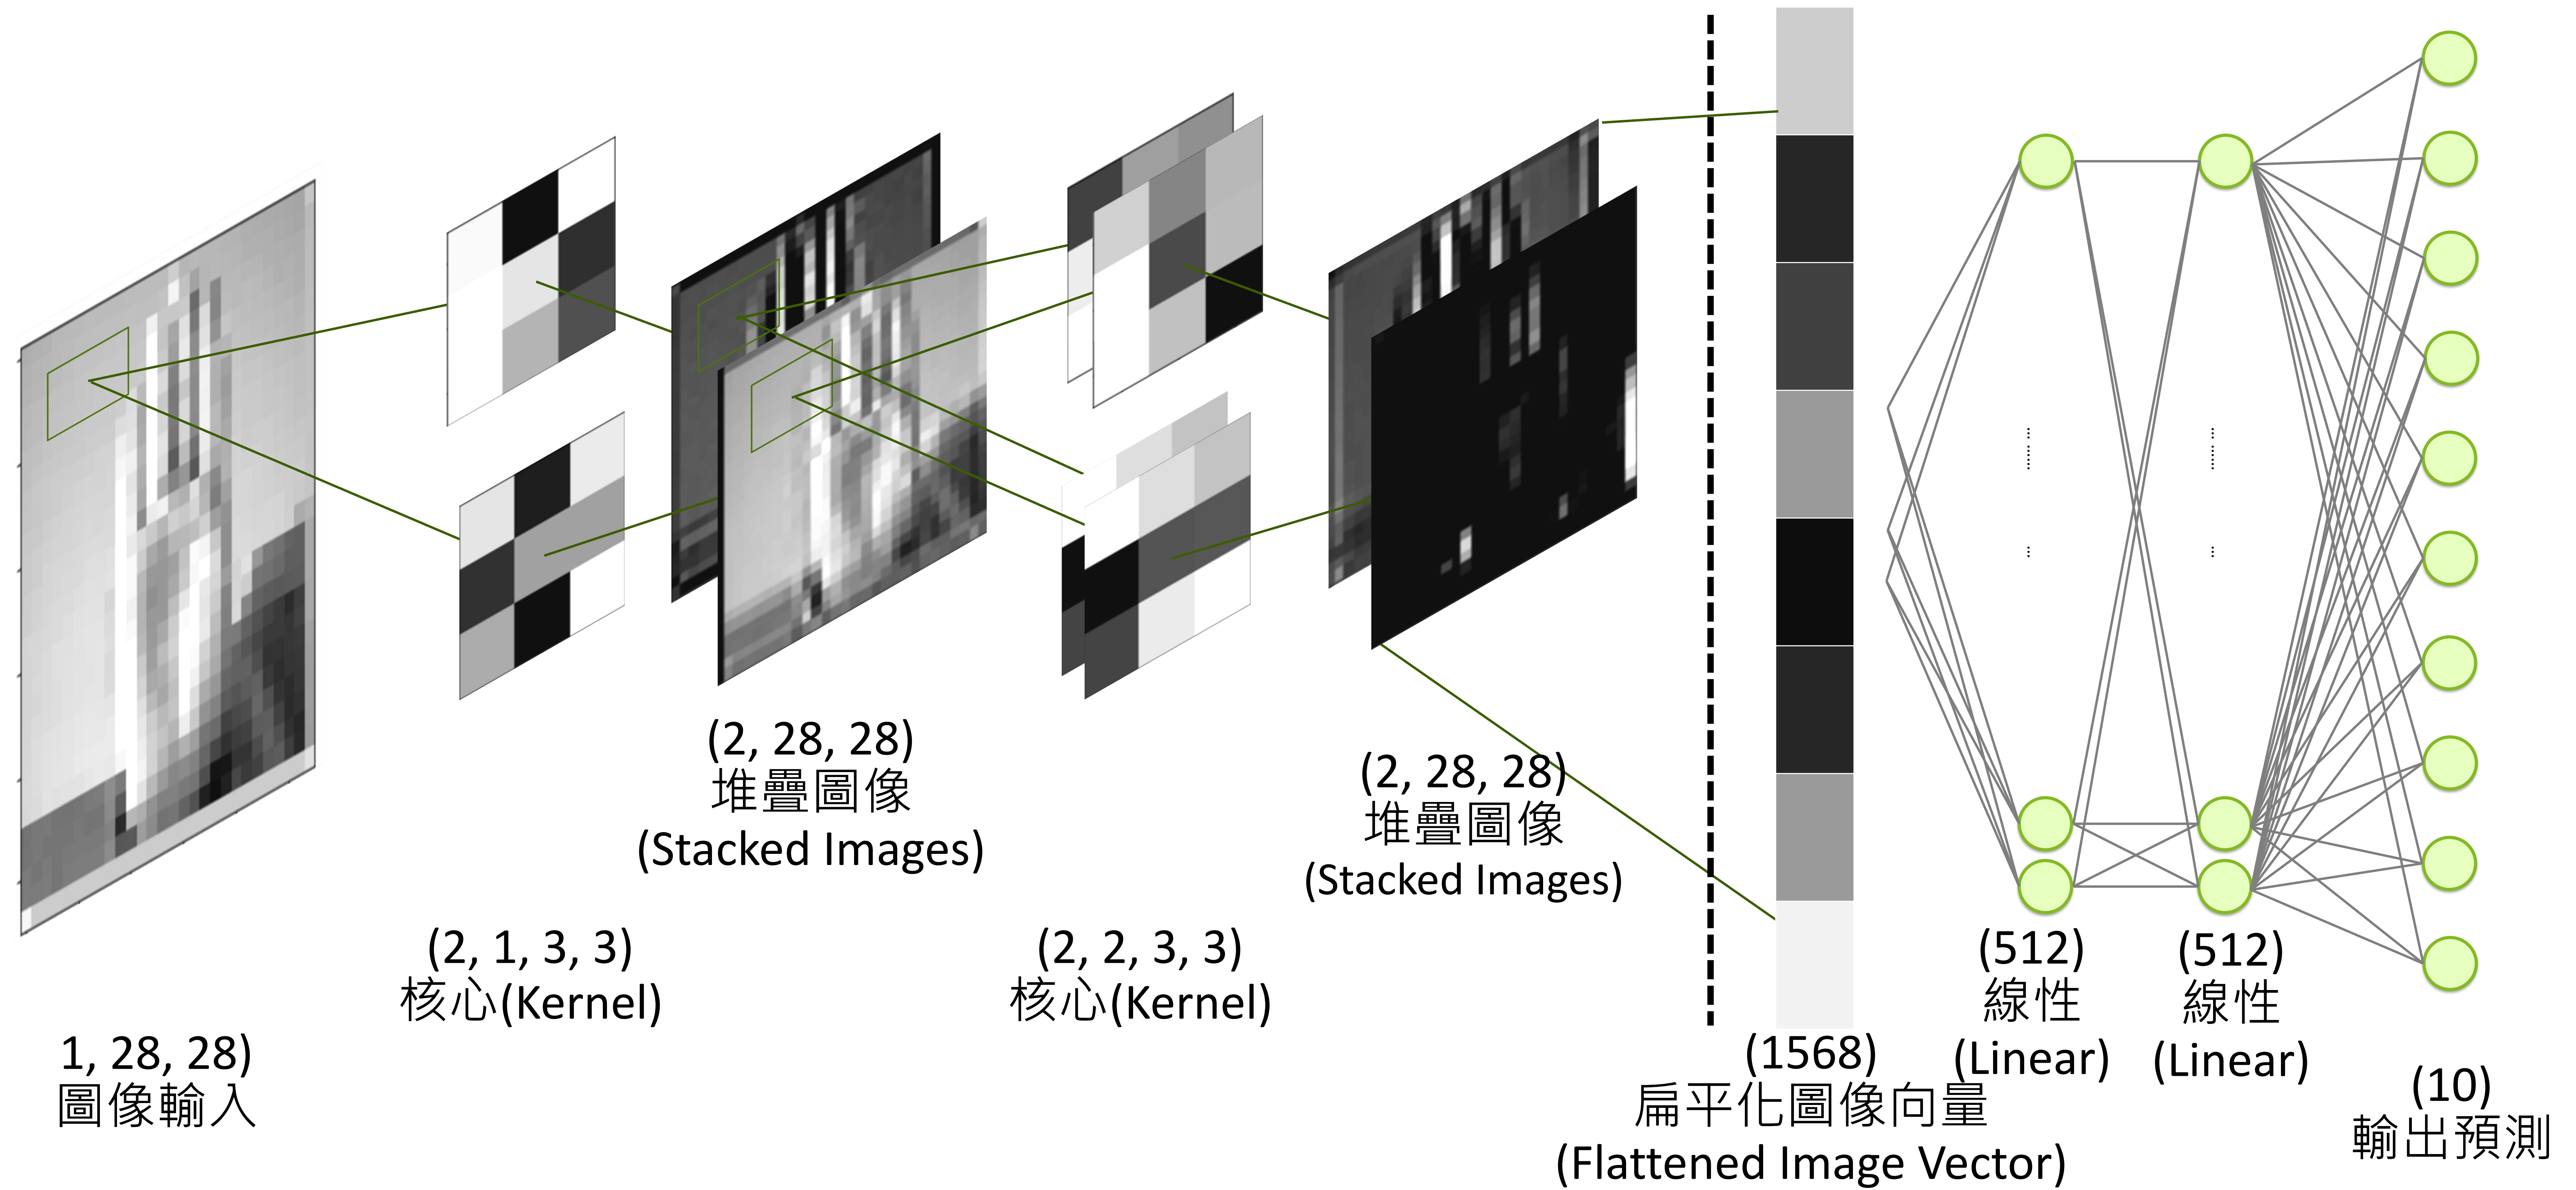 1, 28, 28)
圖像輸入
(2, 1, 3, 3)
核心(Kernel)
(2, 28, 28)
堆疊圖像
(Stacked Images)
(2, 2, 3, 3)
核心(Kernel)
(2, 28, 28)
堆疊圖像
(Stacked Images)
(1568)
扁平化圖像向量
(Flattened Image Vector)
(512)
線性
(Linear)
(512)
線性
(Linear)
(10)
輸出預測